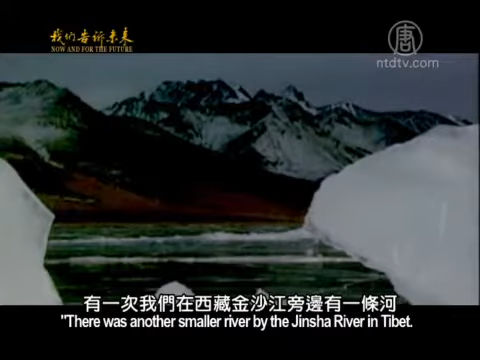 我們告訴未來
NOW AND FOR THE FUTURE
唐
ntdtv.com
有一次我們在西藏金沙江旁邊有一條河
"There was another smaller river by the Jinsha River in Tibet.